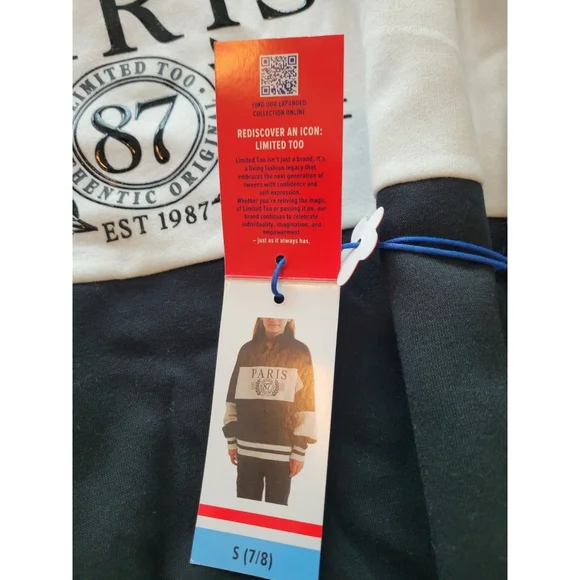 PARIS
LIMITED TOO
87
AUTHENTIC ORIGINAL
EST 1987
FIND OUR EXPANDED
COLLECTION ONLINE
REDISCOVER AN ICON:
LIMITED TOO
Limited Too isn't just a brand, it's
a living fashion legacy that
embraces the next generation of
tweens with confidence and
self-expression.
Whether you're reliving the magic
of Limited Too or passing it on, our
brand continues to celebrate
individuality, imagination, and
empowerment.
– just as it always has.
PARIS
87
S (7/8)